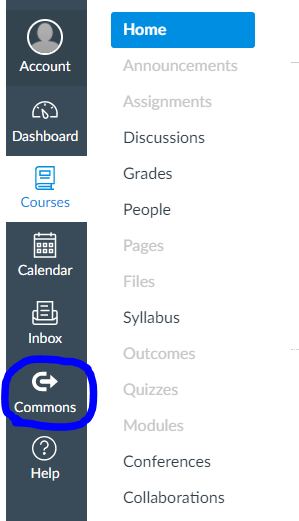 Account
Dashboard
Courses
Calendar
Inbox
Commons
Help
Home
Announcements
Assignments
Discussions
Grades
People
Pages
Files
Syllabus
Outcomes
Quizzes
Modules
Conferences
Collaborations